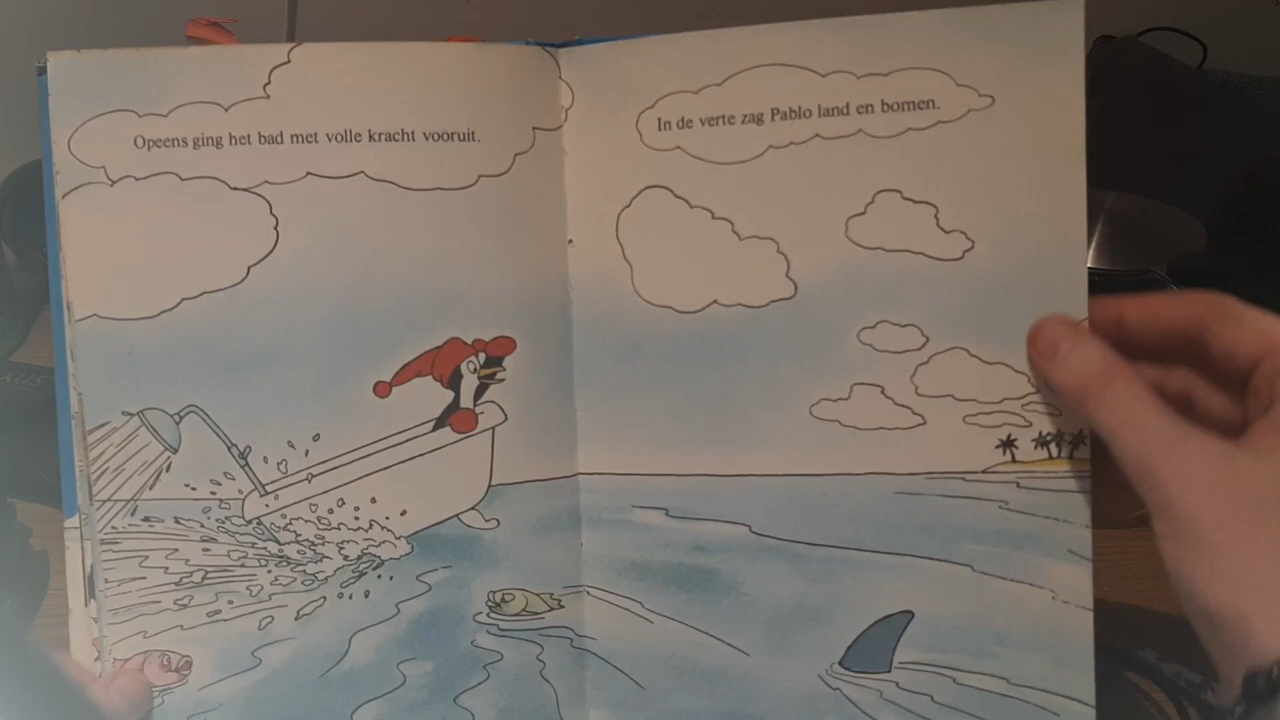 Opeens ging het bad met volle kracht vooruit.
In de verte zag Pablo land en bomen.